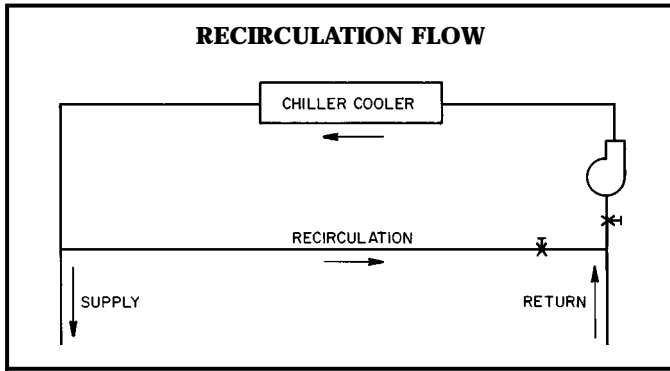 RECIRCULATION FLOW
CHILLER COOLER
RECIRCULATION
SUPPLY
RETURN